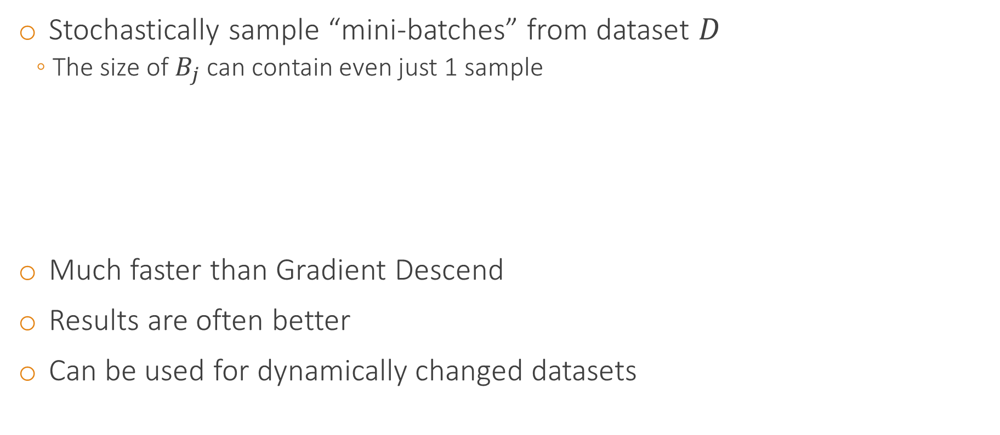 Stochastically sample “mini-batches” from dataset D
The size of Bj can contain even just 1 sample
Much faster than Gradient Descend
Results are often better
Can be used for dynamically changed datasets